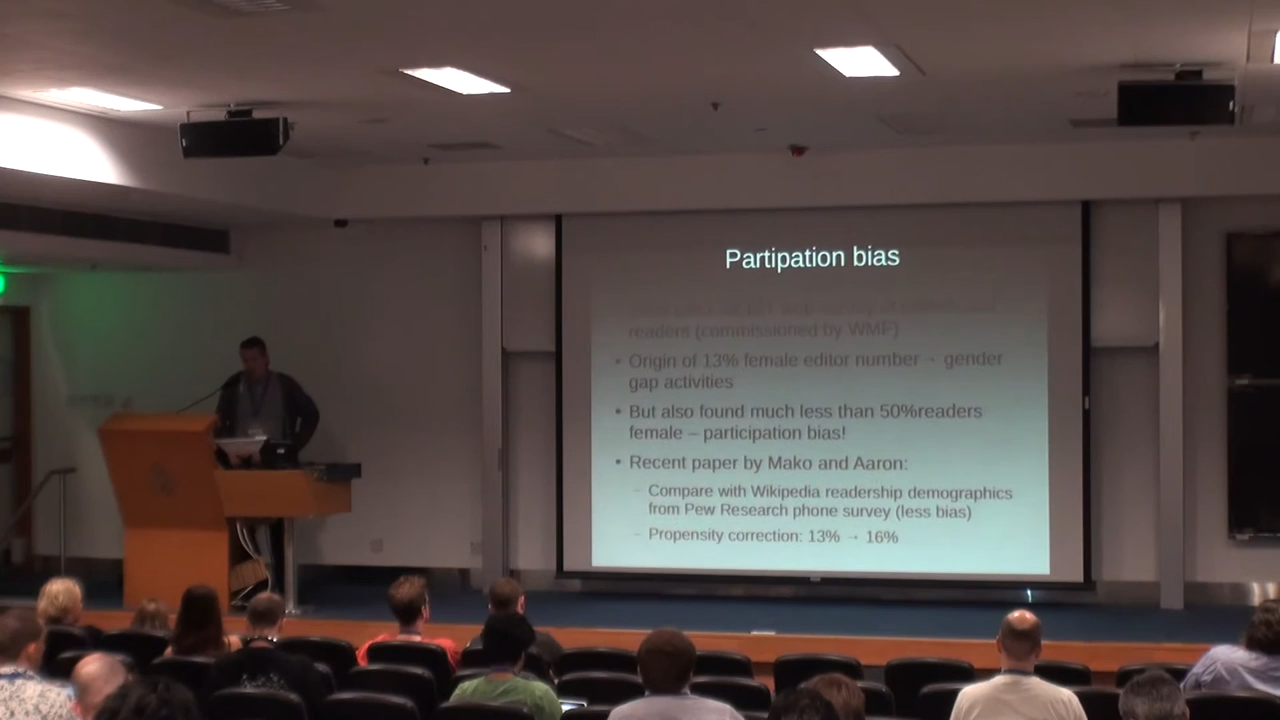 Partipation bias
readers (commissioned by WMF)
• Origin of 13% female editor number → gender
gap activities
• But also found much less than 50%readers
female – participation bias!
• Recent paper by Mako and Aaron:
– Compare with Wikipedia readership demographics
from Pew Research phone survey (less bias)
– Propensity correction: 13% → 16%